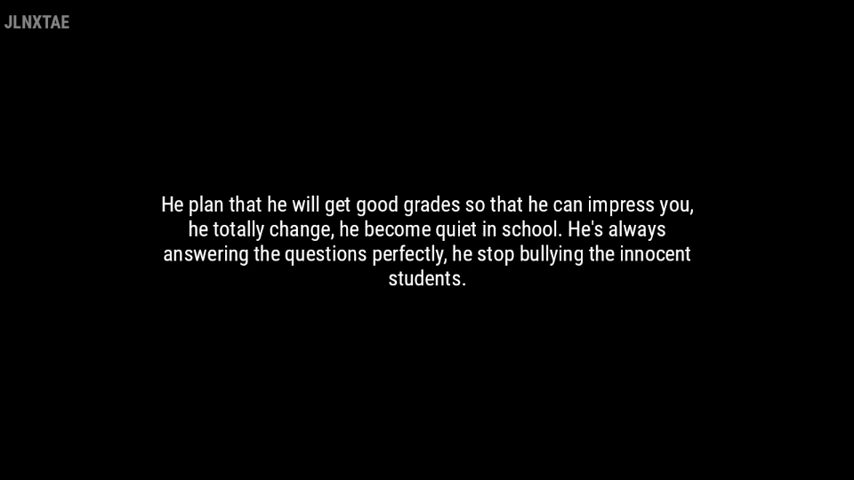 JLNXTAE
He plan that he will get good grades so that he can impress you,
he totally change, he become quiet in school. He's always
answering the questions perfectly, he stop bullying the innocent
students.